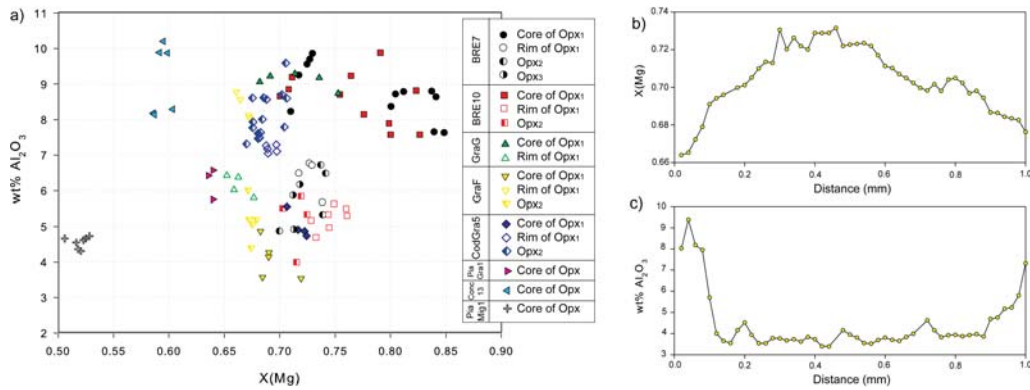 a)
wt% Al2O3
11
10
9
8
7
6
5
4
3
2
0.50
0.55
0.60
0.65
0.70
0.75
0.80
0.85
0.90
X(Mg)
BRE7
Core of Opx1
Rim of Opx1
Opx2
Opx3
BRE10
Core of Opx1
Rim of Opx1
Opx2
GraG
Core of Opx1
Rim of Opx1
GraF
Core of Opx1
Rim of Opx1
Opx2
CodGra5
Core of Opx1
Rim of Opx1
Opx2
Pia
Gra1
Core of Opx
Conc
13
Core of Opx
Pia
Mig1
Core of Opx
b)
X(Mg)
0.74
0.72
0.70
0.68
0.66
0.0
0.2
0.4
0.6
0.8
1.0
Distance (mm)
c)
wt% Al2O3
10
9
8
7
6
5
4
3
0.0
0.2
0.4
0.6
0.8
1.0
Distance (mm)